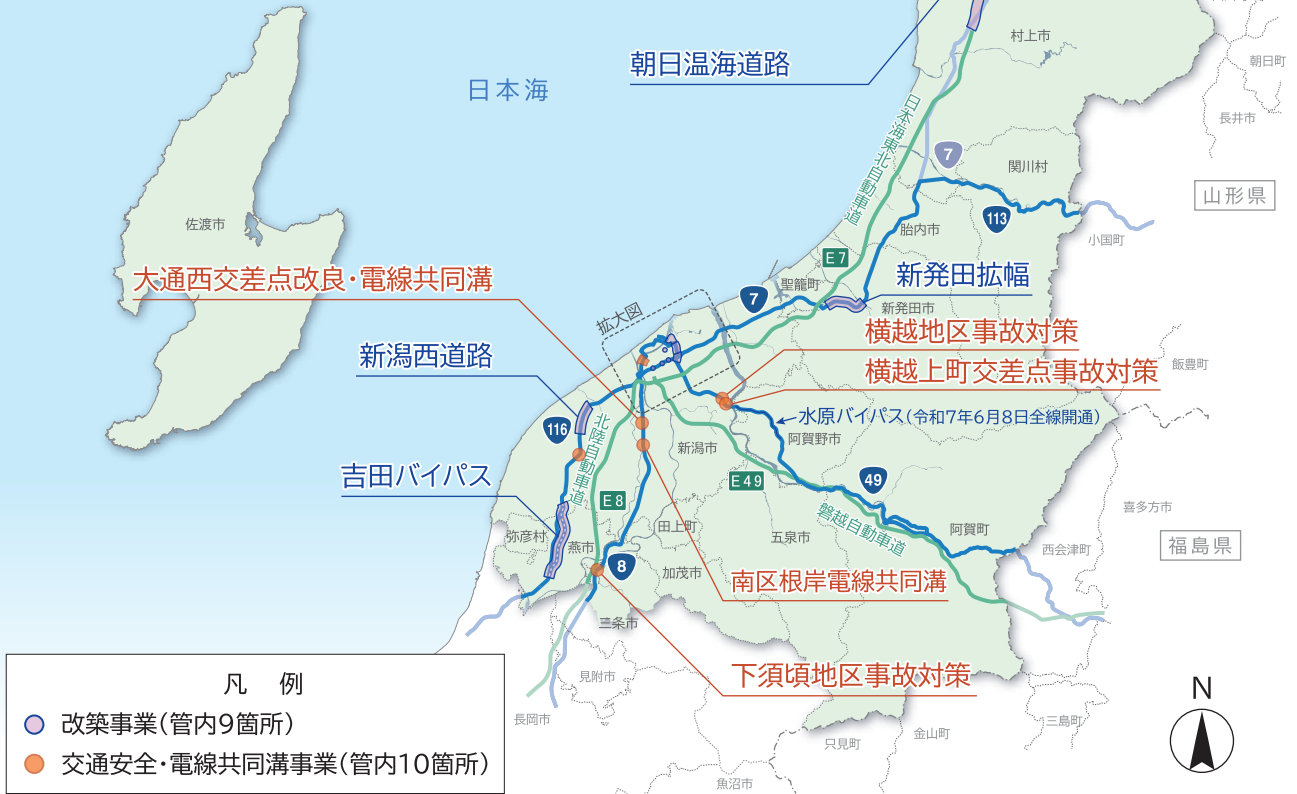 村上市
朝日温海道路
朝日町
日本海
長井市
日本海東北自動車道
7
関川村
山形県
佐渡市
113
胎内市
小国町
E7
大通西交差点改良・電線共同溝
新発田拡幅
聖籠町
7
新発田市
拡大図
横越地区事故対策
新潟西道路
飯豊町
横越上町交差点事故対策
水原バイパス(令和7年6月8日全線開通)
116
北陸自動車道
阿賀野市
新潟市
吉田バイパス
E49
49
E8
喜多方市
磐越自動車道
田上町
阿賀町
弥彦村
燕市
五泉市
福島県
西会津町
8
加茂市
南区根岸電線共同溝
三条市
下須頃地区事故対策
見附市
凡 例
N
長岡市
改築事業(管内9箇所)
三島町
金山町
只見町
交通安全・電線共同溝事業(管内10箇所)
魚沼市